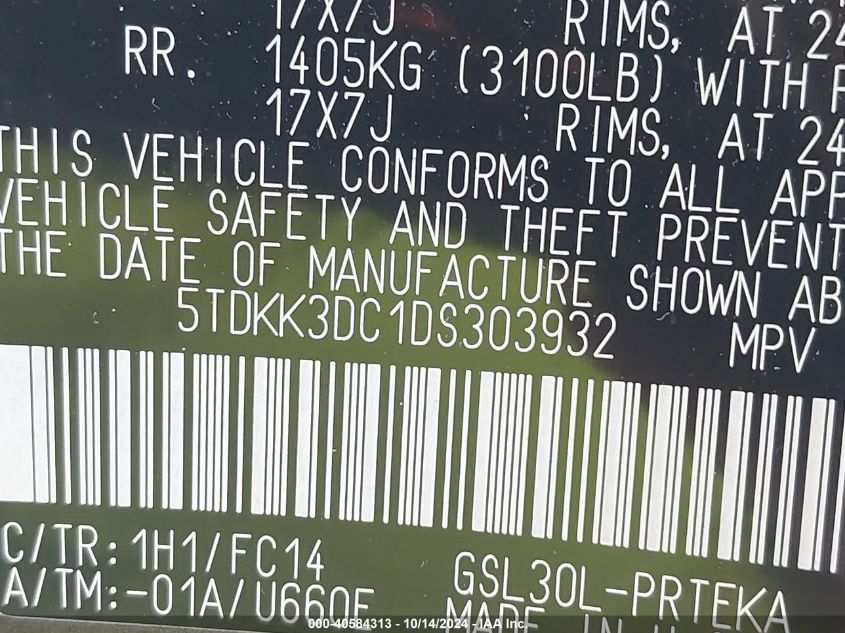 17X7J RIMS, AT 24
RR. 1405KG (3100LB) WITH
17X7J RIMS, AT 24
THIS VEHICLE CONFORMS TO ALL APP
VEHICLE SAFETY AND THEFT PREVENT
THE DATE OF MANUFACTURE SHOWN AB
5TDKK3DC1DS303932 MPV
C/TR: 1H1/FC14 GSL30L-PRTEKA
A/TM:-01A/U660E MADE IN
000-40584313 - 10/14/2024 - IAA Inc.